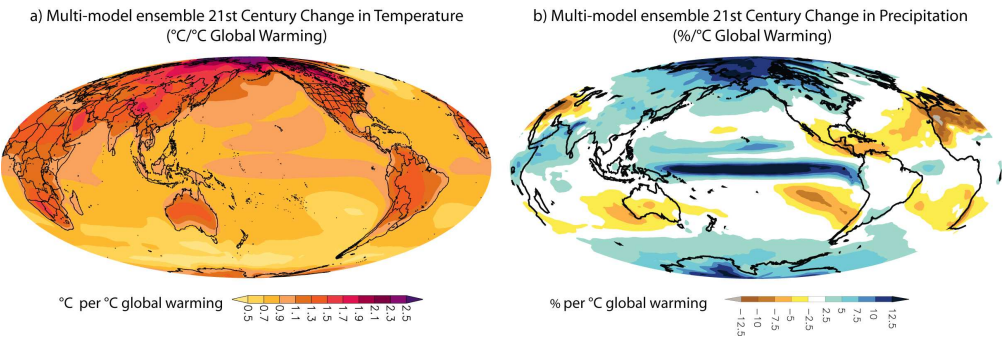 a) Multi-model ensemble 21st Century Change in Temperature
(°C/°C Global Warming)
b) Multi-model ensemble 21st Century Change in Precipitation
(%/°C Global Warming)
°C per °C global warming
0.5 0.7 0.9 1.1 1.3 1.5 1.7 1.9 2.1 2.3 2.5
% per °C global warming
−12.5 −10 −7.5 −5 −2.5 2.5 5 7.5 10 12.5